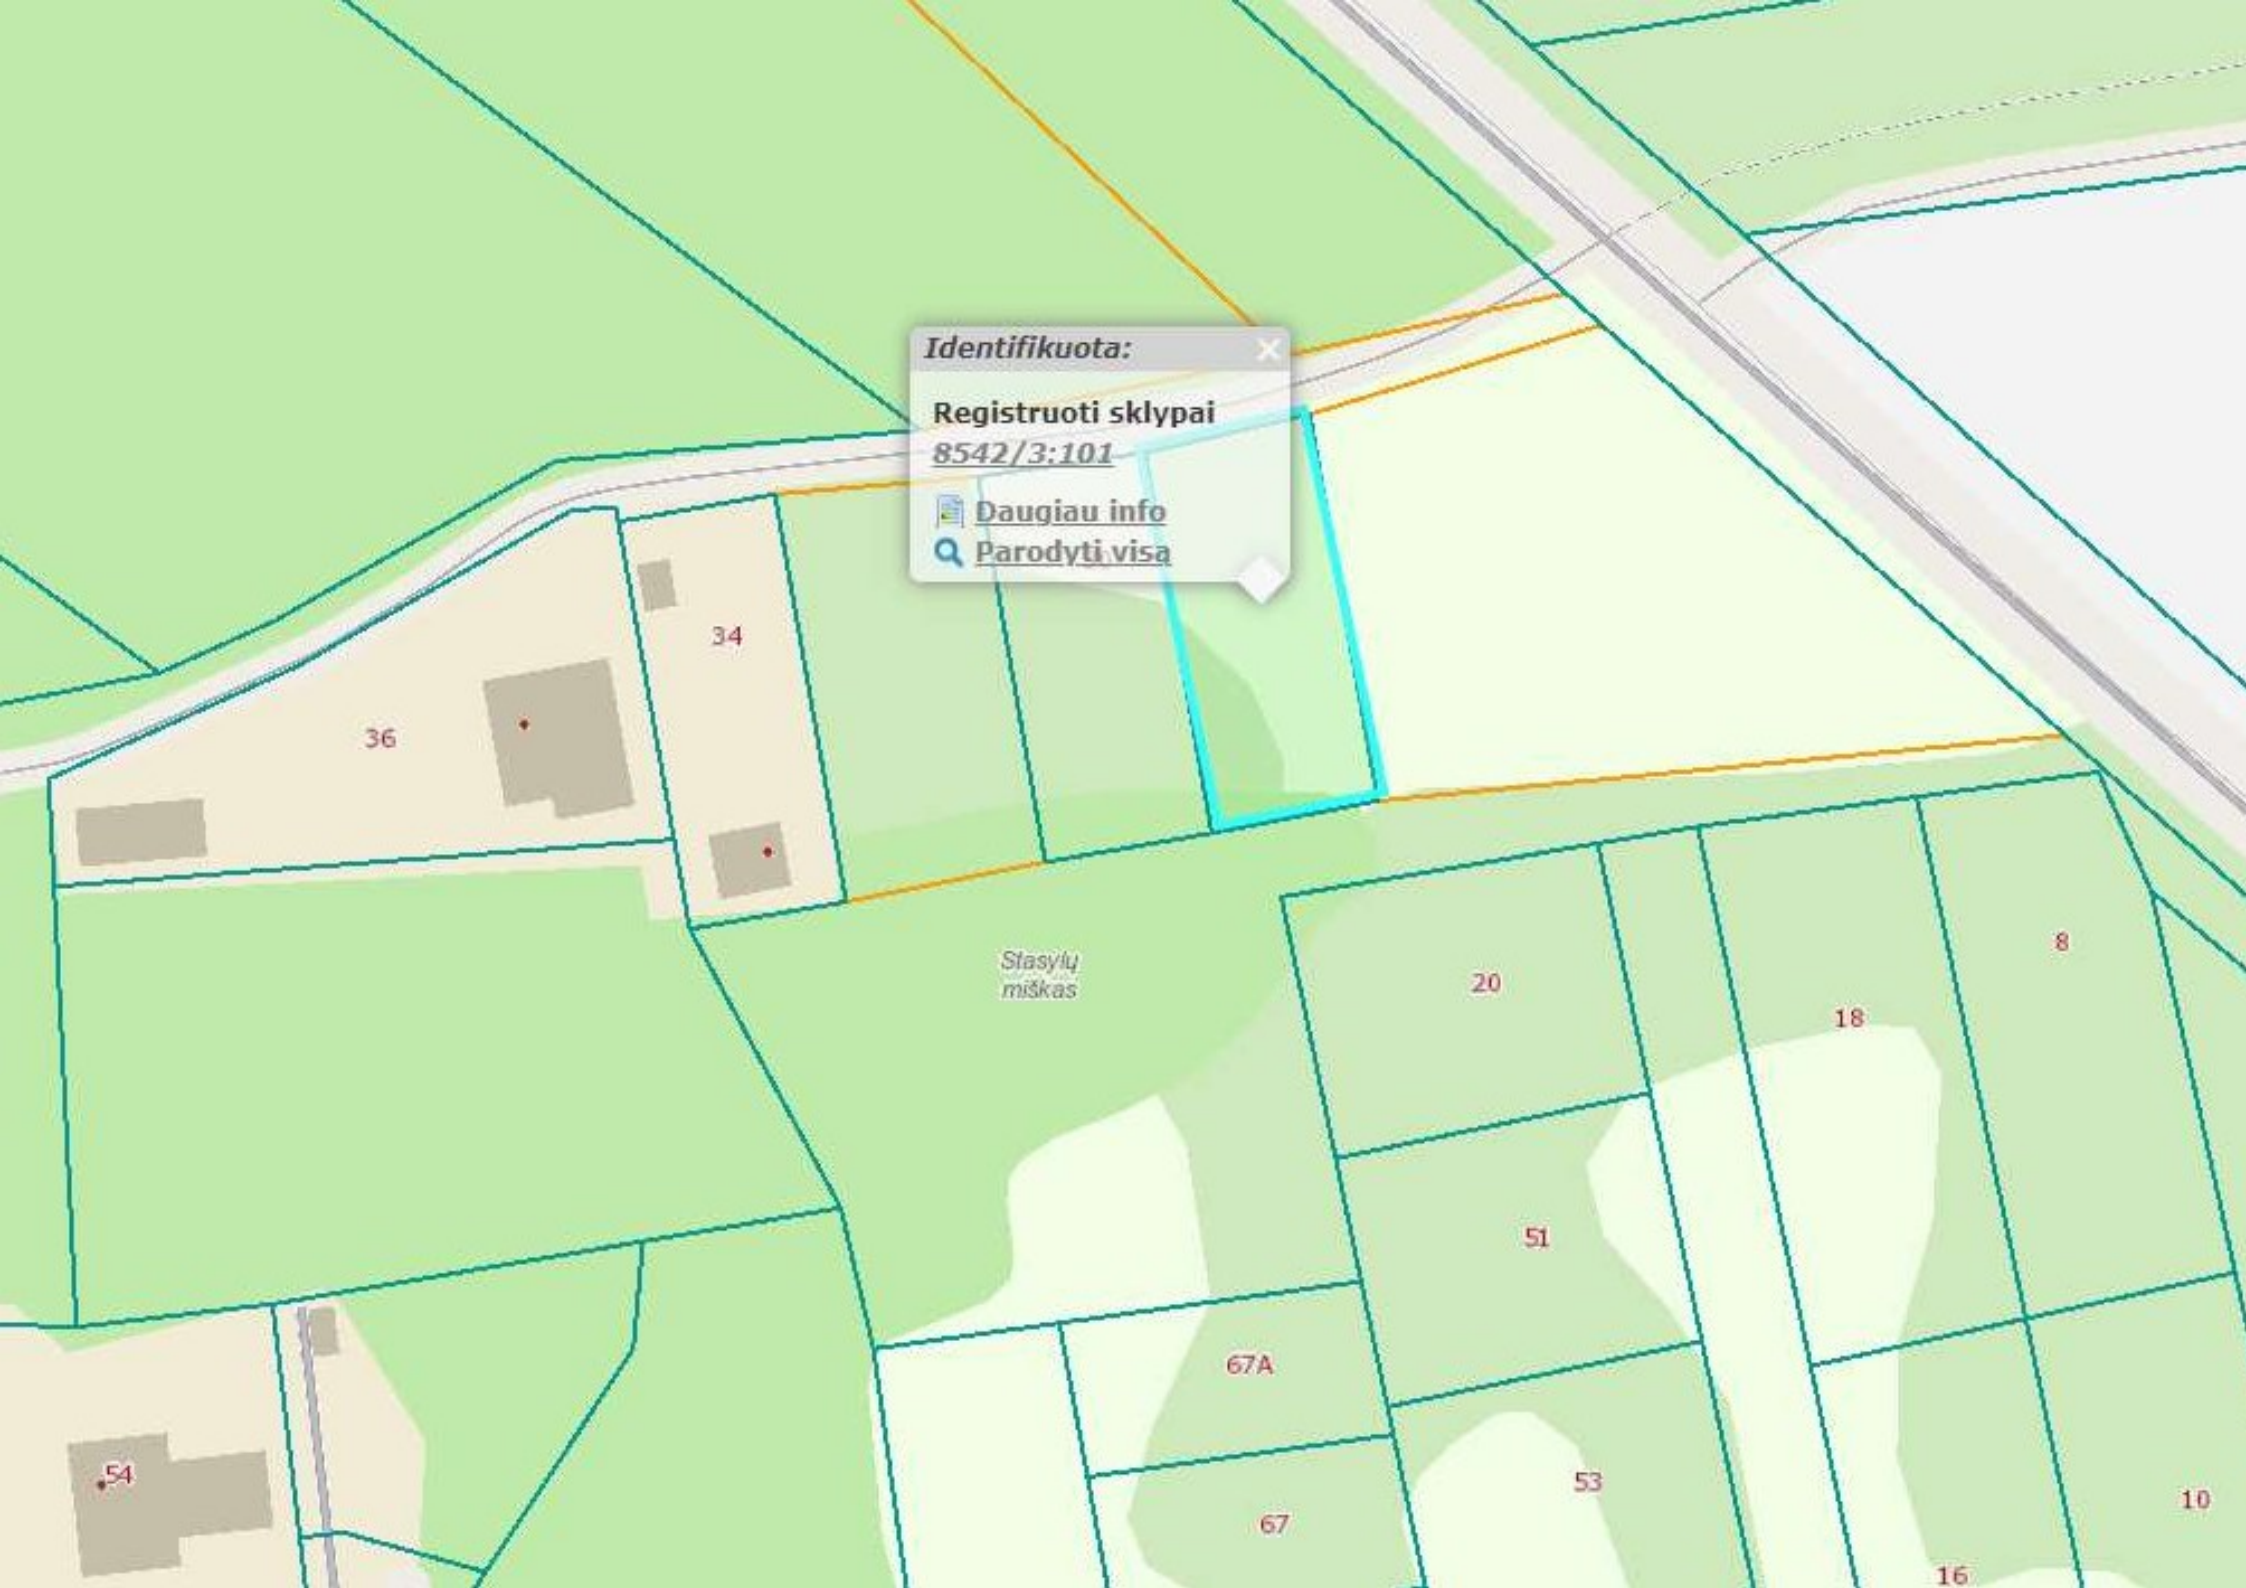 Identifikuota:
Registruoti sklypai
8542/3:101
Daugiau info
Parodyti visą
34
36
Stasylų
miškas
20
8
18
51
67A
54
53
67
10
16